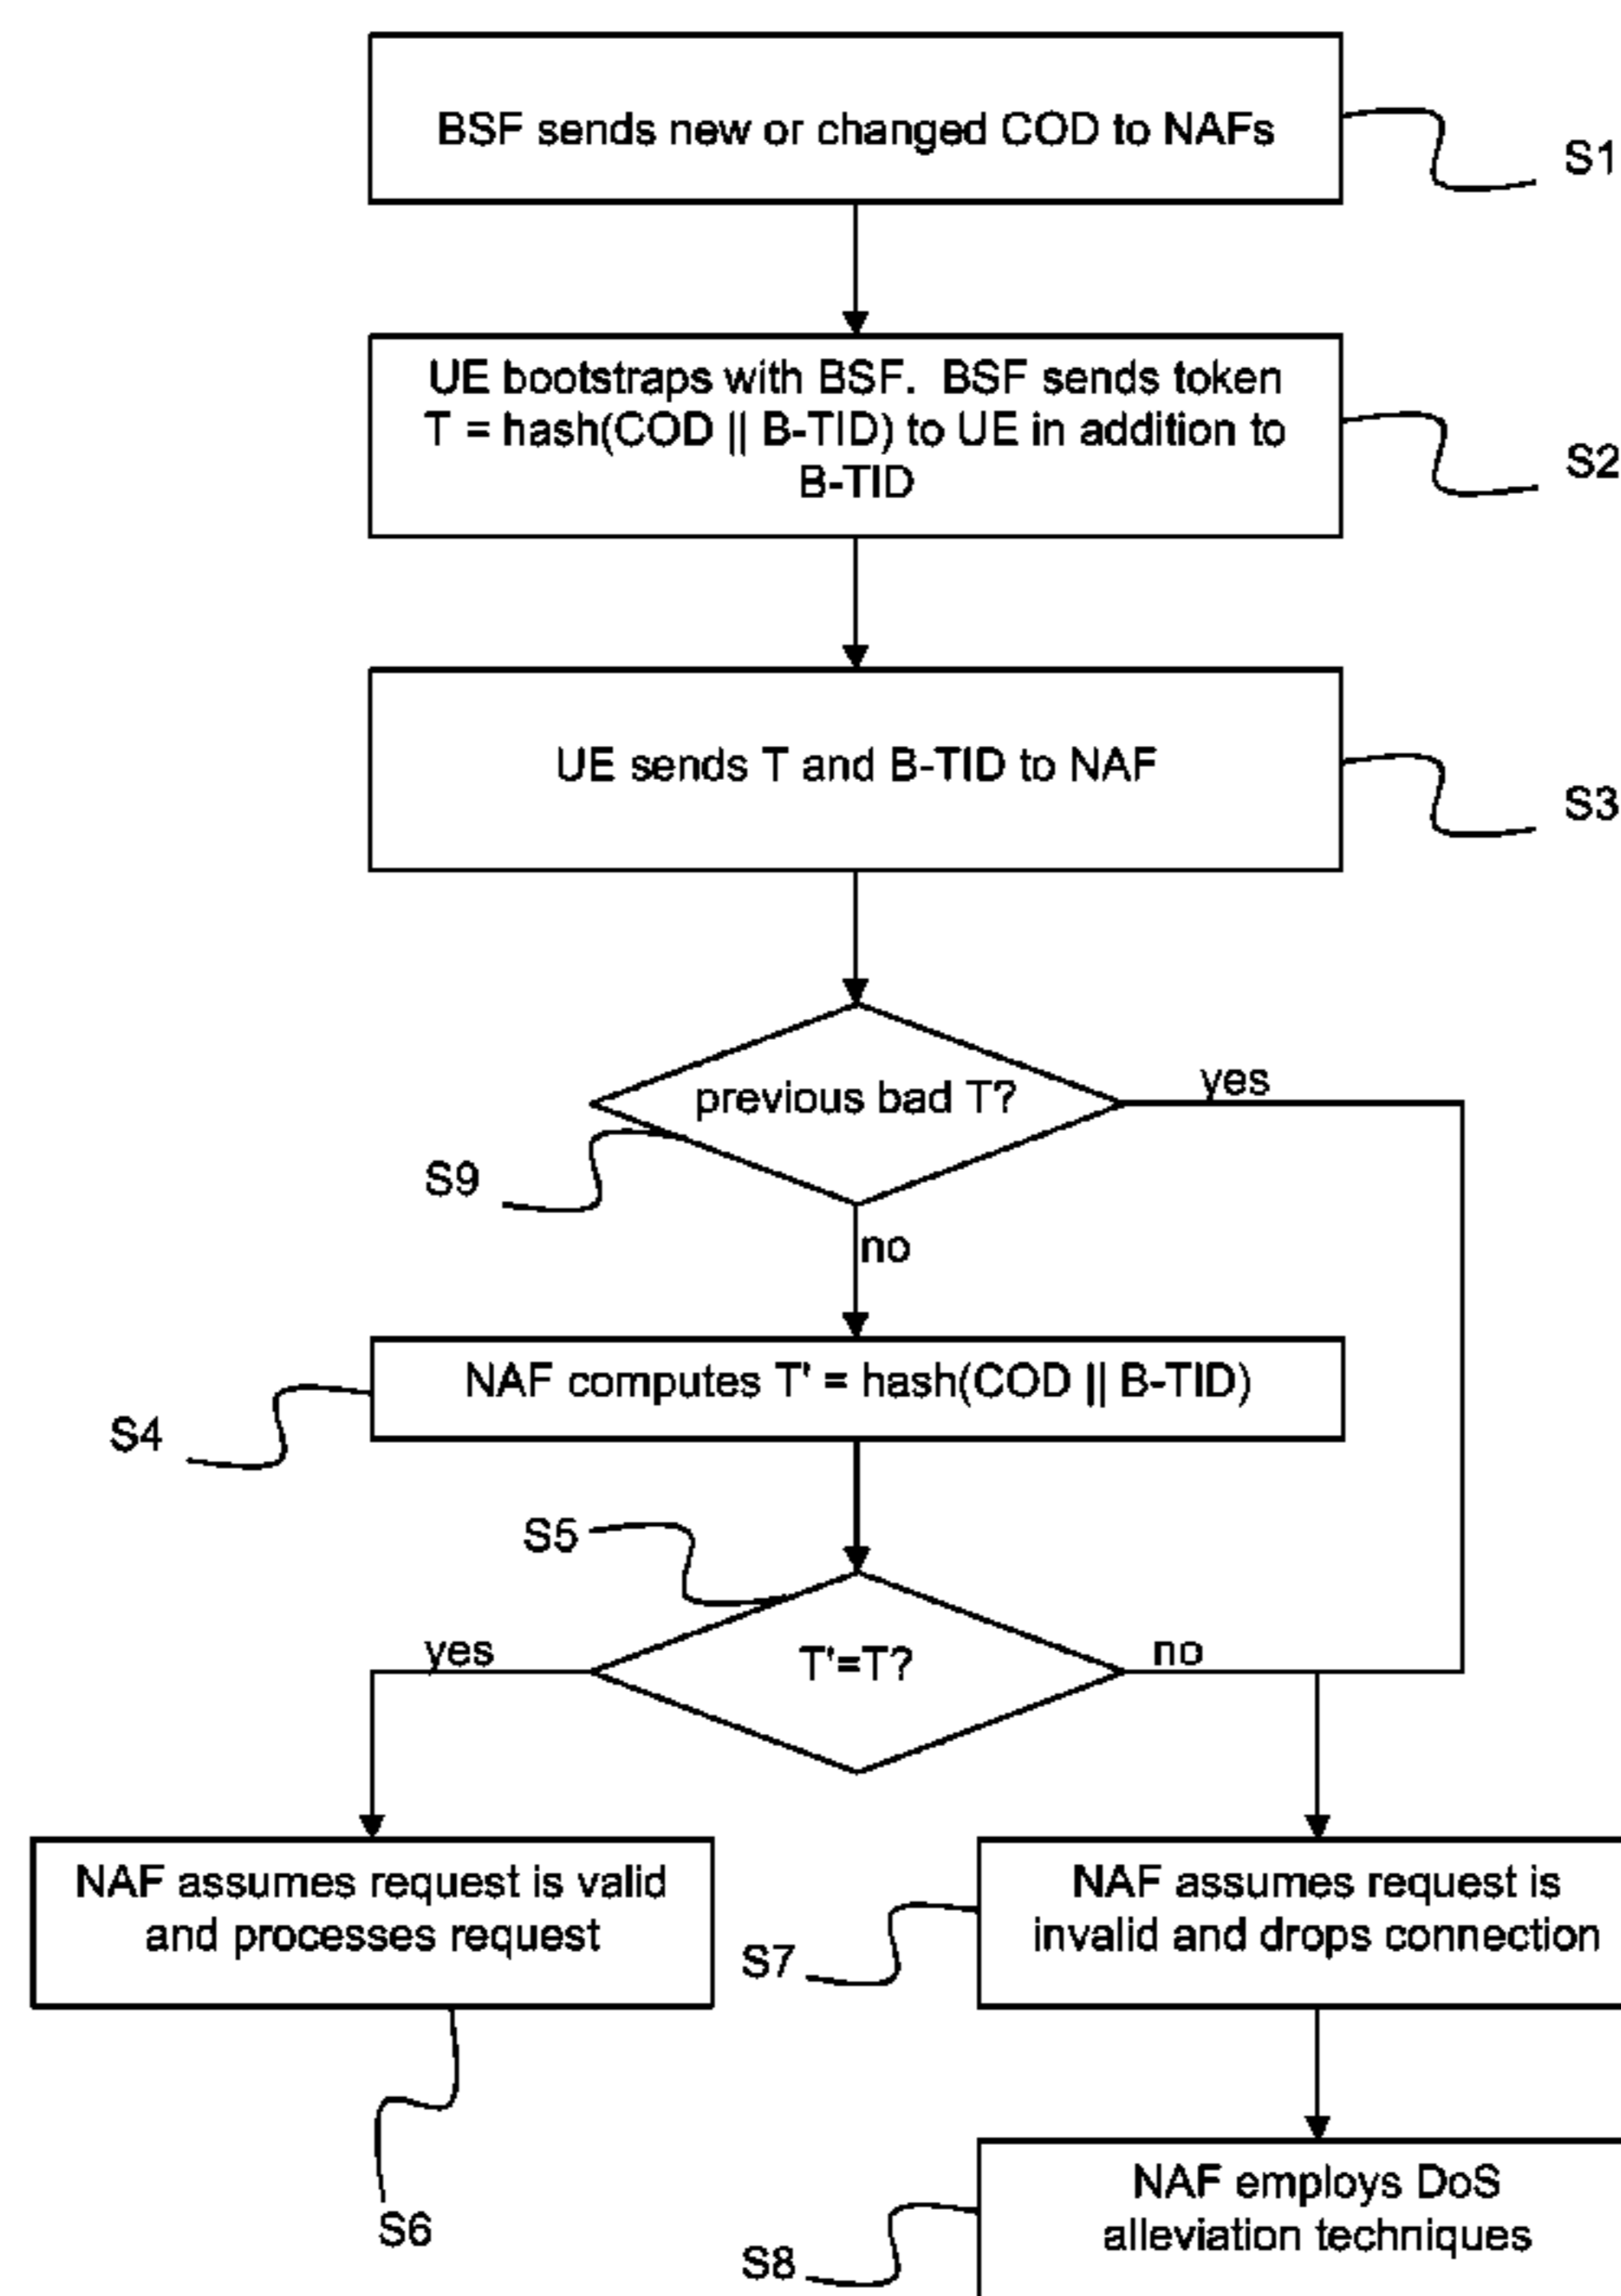 BSF sends new or changed COD to NAFs
S1
UE bootstraps with BSF. BSF sends token
T = hash(COD || B-TID) to UE in addition to
B-TID
S2
UE sends T and B-TID to NAF
S3
previous bad T?
yes
S9
no
NAF computes T' = hash(COD || B-TID)
S4
S5
T'=T?
yes
no
NAF assumes request is valid
and processes request
S6
NAF assumes request is
invalid and drops connection
S7
NAF employs DoS
alleviation techniques
S8